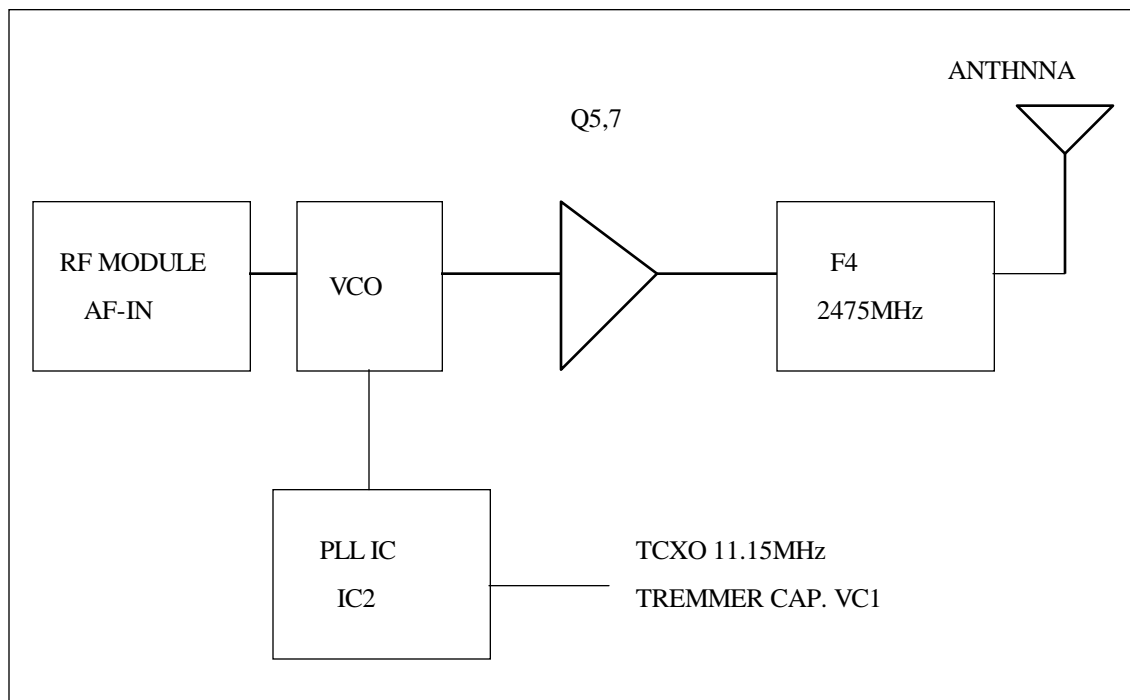 ANTHNNA
Q5,7
RF MODULE
AF-IN
VCO
F4
2475MHz
PLL IC
IC2
TCXO 11.15MHz
TREMMER CAP. VC1